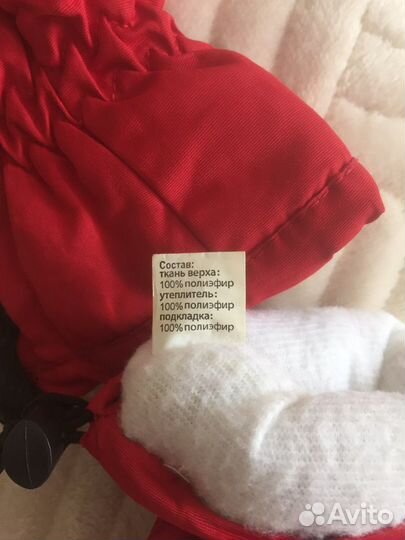 Состав:
ткань верха:
100% полиэфир
утеплитель:
100% полиэфир
подкладка:
100% полиэфир
Avito